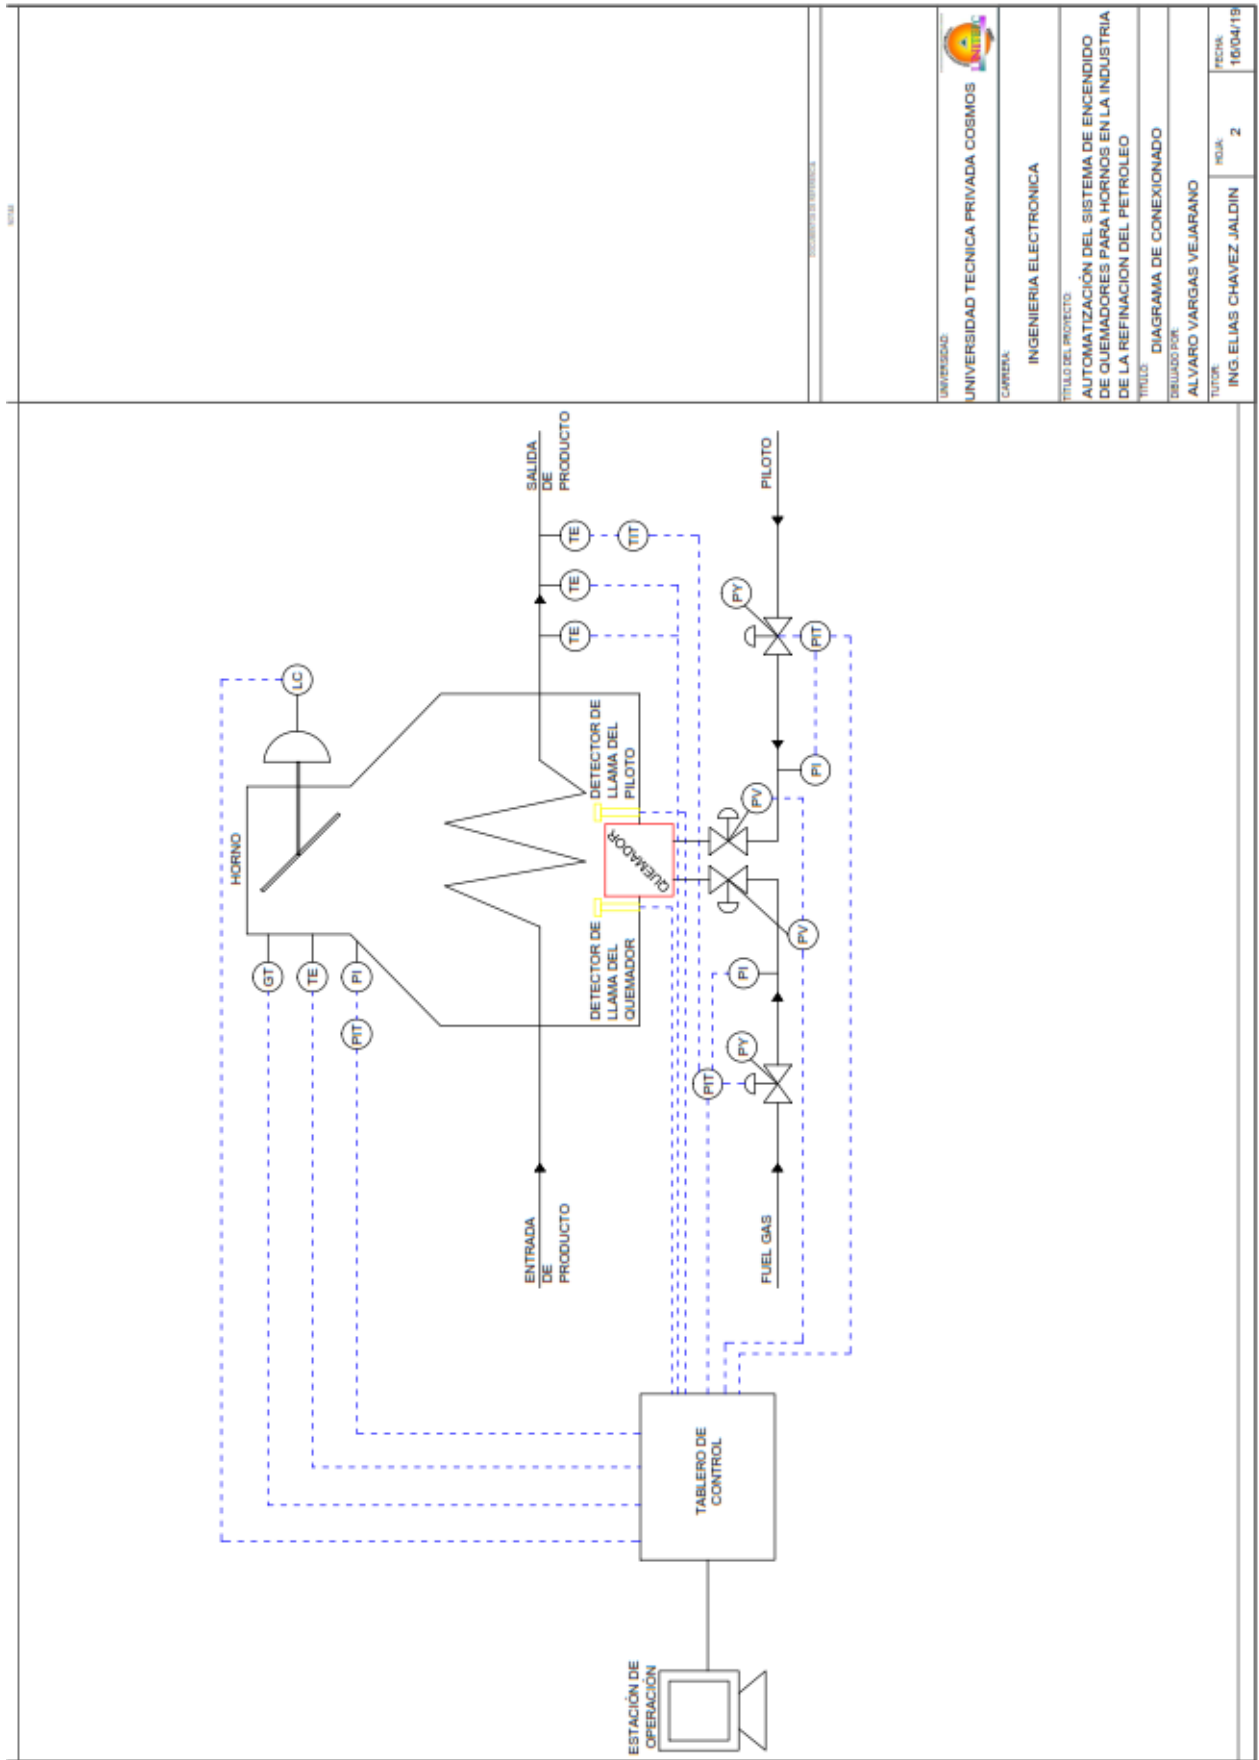 NOTAS
HORNO
LC
GT
TE
PI
PIT
ENTRADA
DE
PRODUCTO
SALIDA
DE
PRODUCTO
TE
TE
TE
TIT
DETECTOR DE
LLAMA DEL
QUEMADOR
QUEMADOR
DETECTOR DE
LLAMA DEL
PILOTO
ESTACIÓN DE
OPERACIÓN
TABLERO DE
CONTROL
FUEL GAS
PIT
PY
PI
PV
PV
PI
PY
PIT
PILOTO
DOCUMENTOS DE REFERENCIA
UNIVERSIDAD:
UNIVERSIDAD TECNICA PRIVADA COSMOS
CARRERA:
INGENIERIA ELECTRONICA
TITULO DEL PROYECTO:
AUTOMATIZACIÓN DEL SISTEMA DE ENCENDIDO
DE QUEMADORES PARA HORNOS EN LA INDUSTRIA
DE LA REFINACION DEL PETROLEO
TITULO:
DIAGRAMA DE CONEXIONADO
DIBUJADO POR:
ALVARO VARGAS VEJARANO
TUTOR:
ING. ELIAS CHAVEZ JALDIN
HOJA:
2
FECHA:
16/04/19